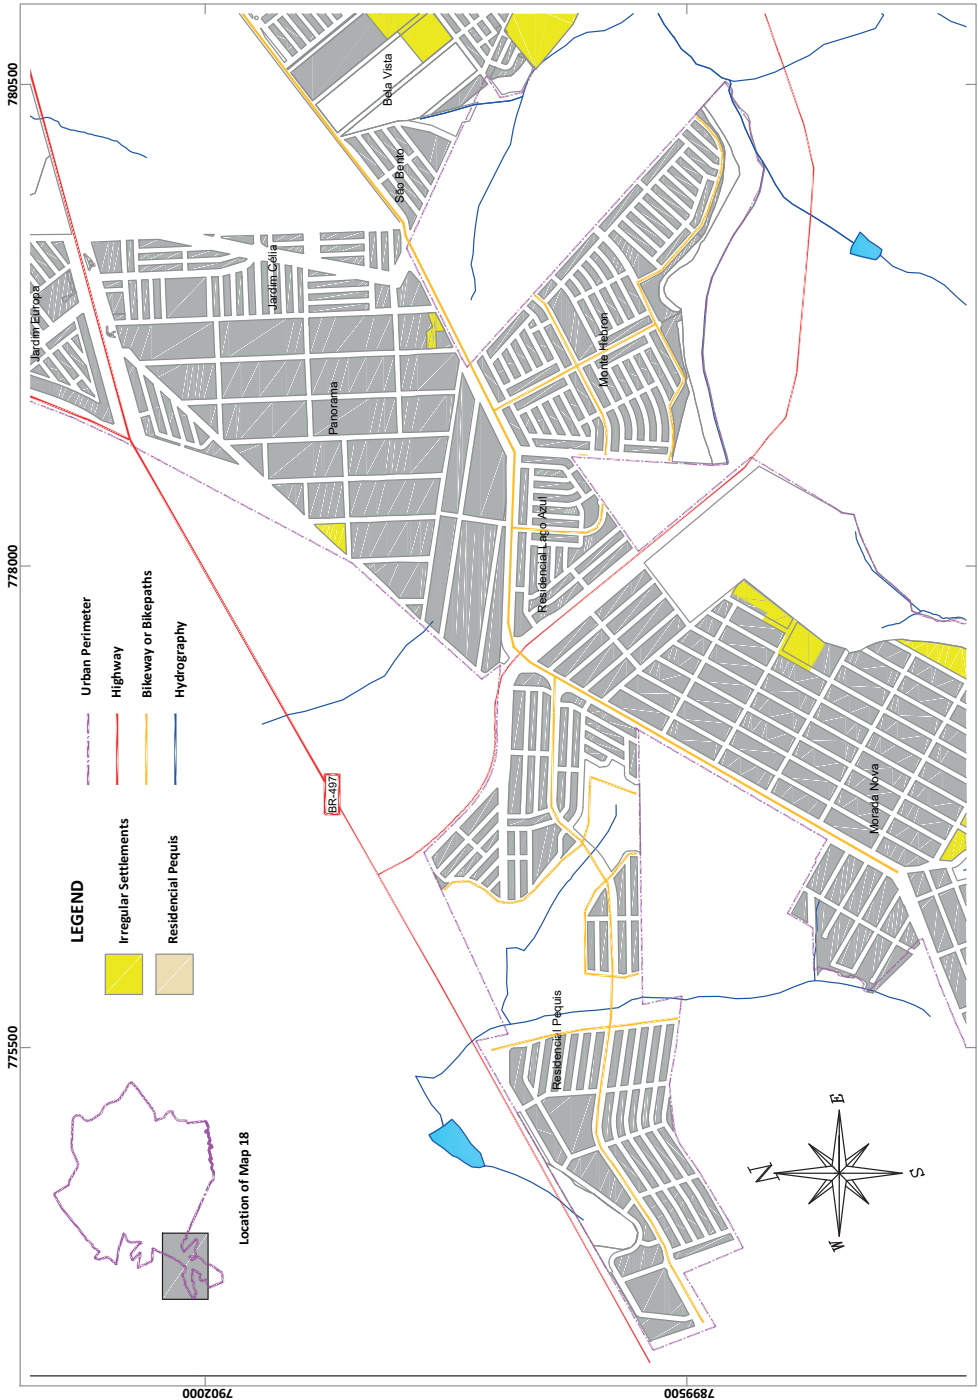 Jardim Europa
Jardim Célia
Bela Vista
São Bento
Panorama
Monte Hebron
Residencial Lago Azul
Morada Nova
Residencial Pequis
BR-497
LEGEND
Irregular Settlements
Residencial Pequis
Urban Perimeter
Highway
Bikeway or Bikepaths
Hydrography
Location of Map 18
N
E
S
W
775500
778000
780500
7902000
7899500